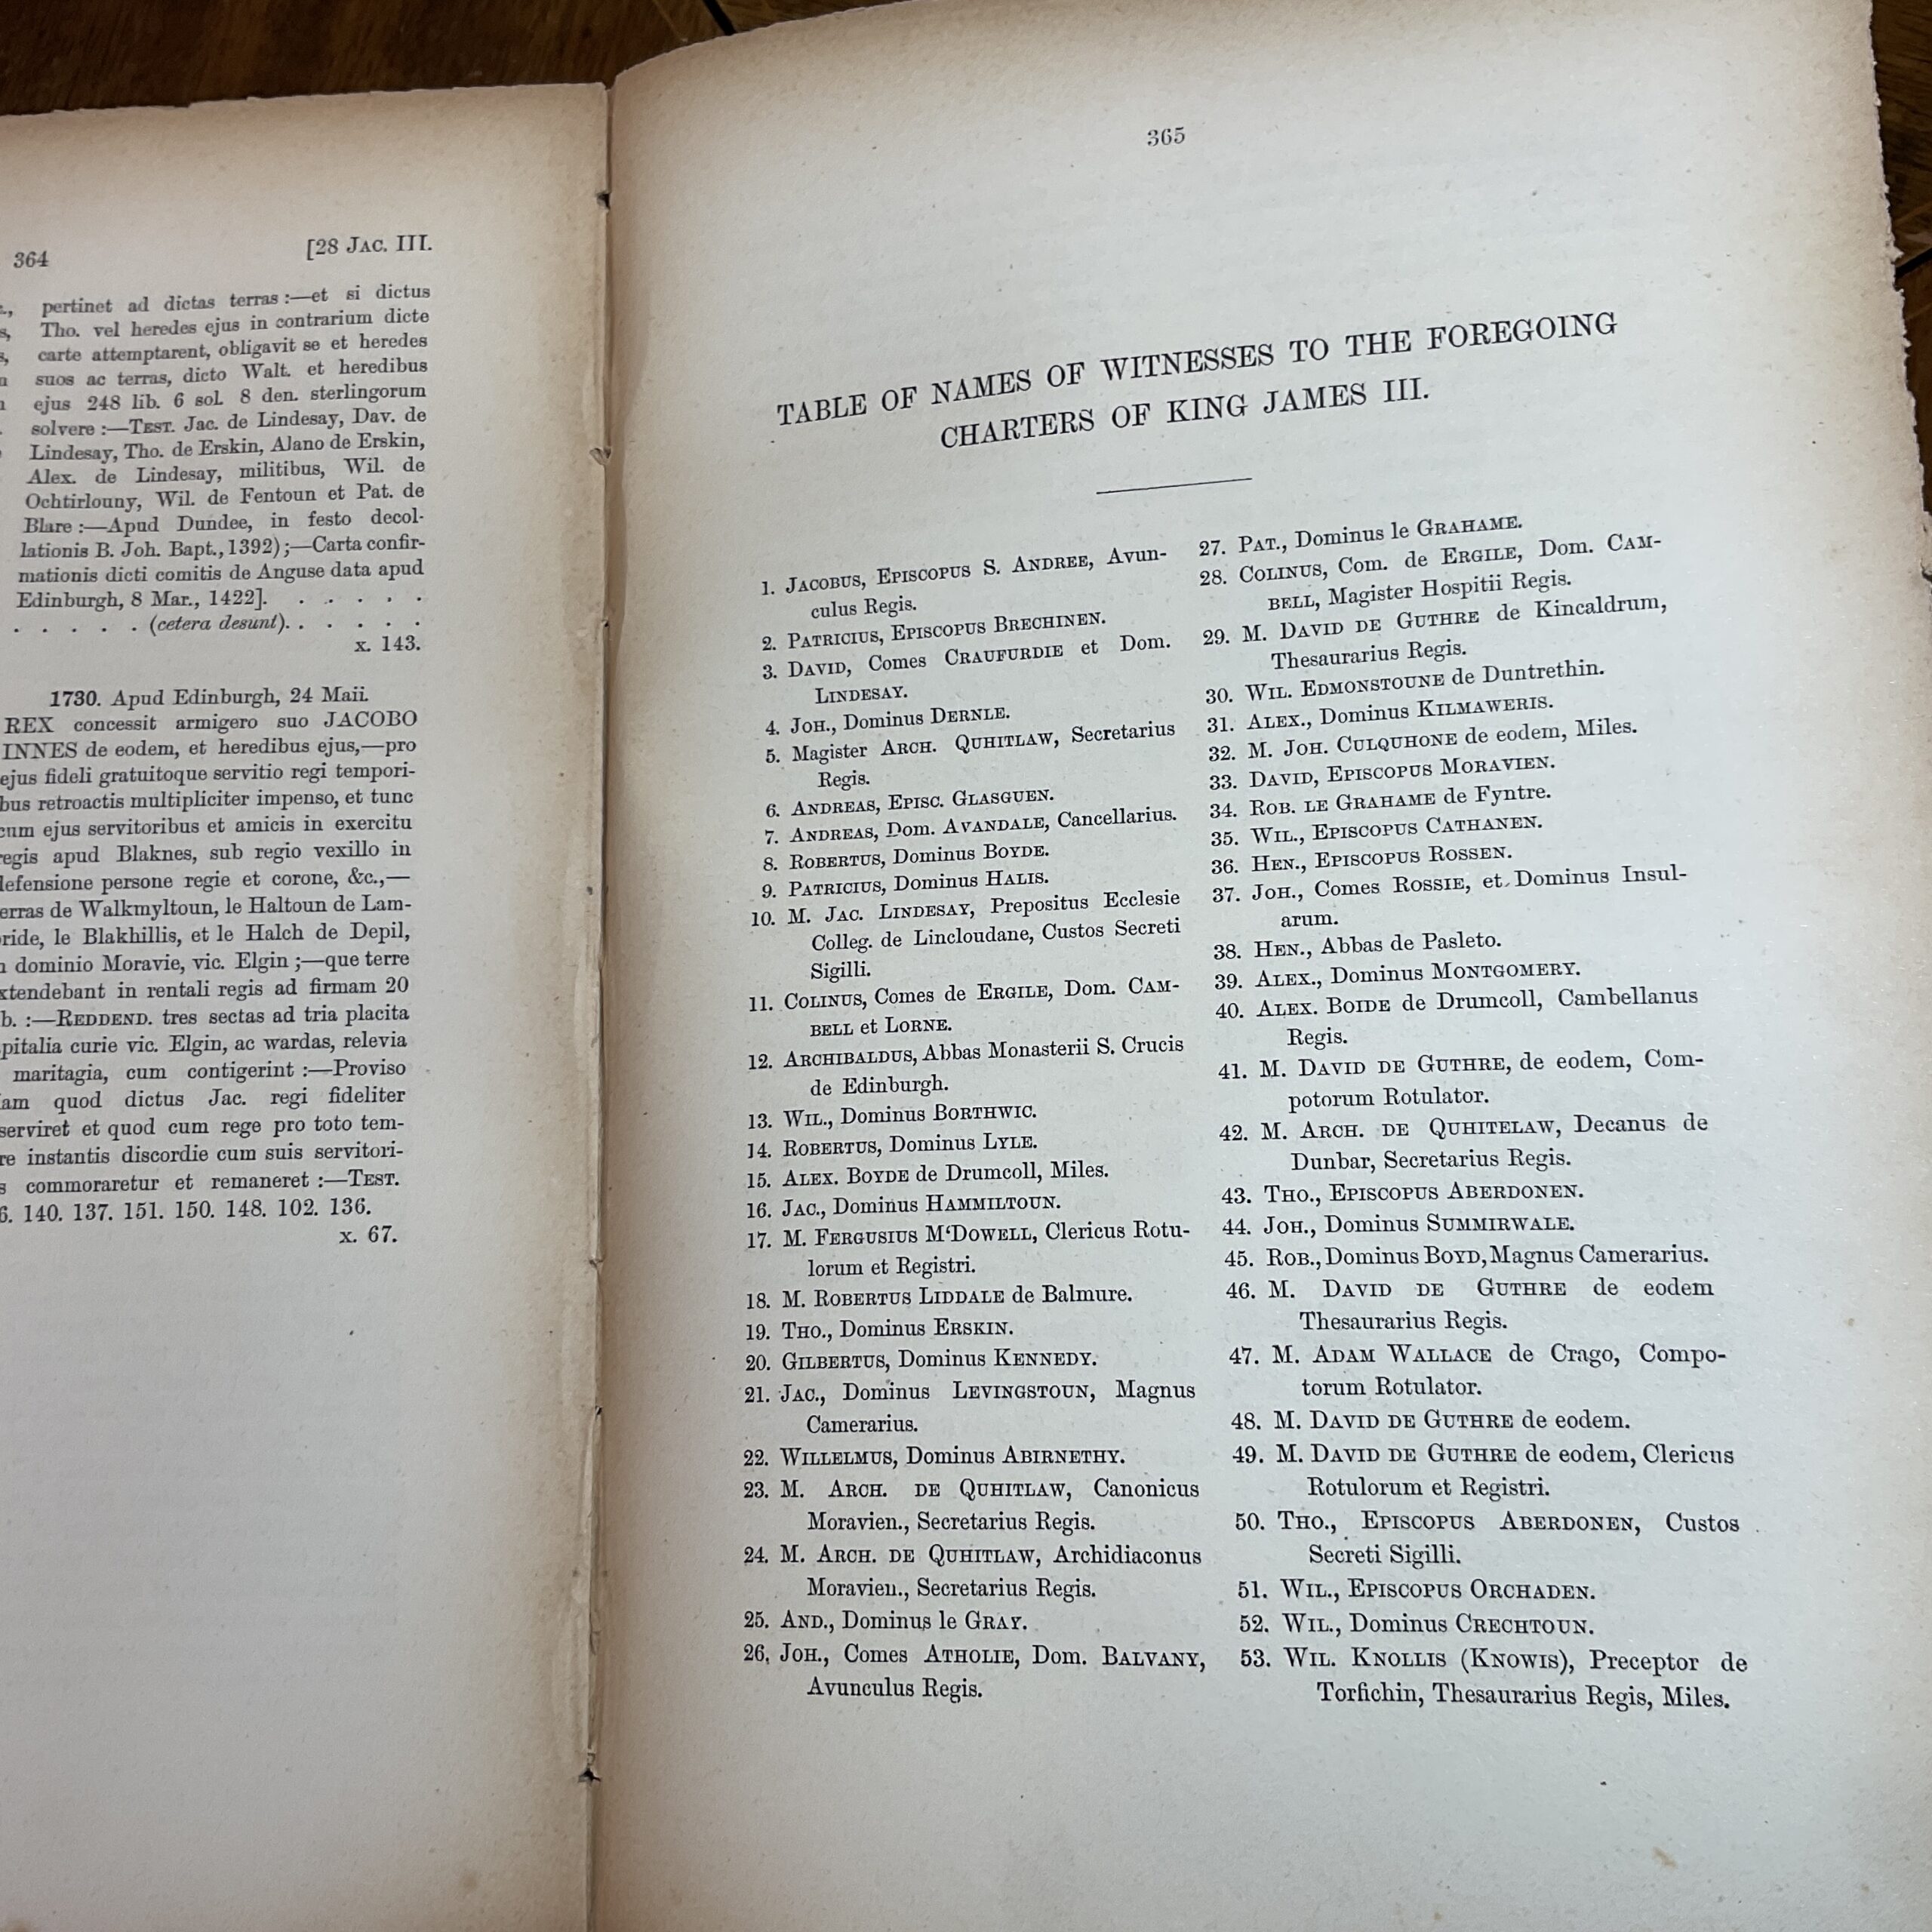 364
[28 JAC. III.
pertinet ad dictas terras :—et si dictus
Tho. vel heredes ejus in contrarium dicte
carte attemptarent, obligavit se et heredes
suos ac terras, dicto Walt. et heredibus
ejus 248 lib. 6 sol. 8 den. sterlingorum
solvere :—TEST. Jac. de Lindesay, Dav. de
Lindesay, Tho. de Erskin, Alano de Erskin,
Alex. de Lindesay, militibus, Wil. de
Ochtirlouny, Wil. de Fentoun et Pat. de
Blare :—Apud Dundee, in festo decol-
lationis B. Joh. Bapt., 1392) ;—Carta confir-
mationis dicti comitis de Anguse data apud
Edinburgh, 8 Mar., 1422]. . . . . .
. . . . . (cetera desunt). . . . . .
x. 143.
1730. Apud Edinburgh, 24 Maii.
REX concessit armigero suo JACOBO
INNES de eodem, et heredibus ejus,—pro
ejus fideli gratuitoque servitio regi tempori-
bus retroactis multipliciter impenso, et tunc
cum ejus servitoribus et amicis in exercitu
regis apud Blaknes, sub regio vexillo in
defensione persone regie et corone, &c.,—
erras de Walkmyltoun, le Haltoun de Lam-
ride, le Blakhillis, et le Halch de Depil,
dominio Moravie, vic. Elgin ;—que terre
xtendebant in rentali regis ad firmam 20
b. :—REDDEND. tres sectas ad tria placita
pitalia curie vic. Elgin, ac wardas, relevia
maritagia, cum contigerint :—Proviso
am quod dictus Jac. regi fideliter
serviret et quod cum rege pro toto tem-
re instantis discordie cum suis servitori-
s commoraretur et remaneret :—TEST.
6. 140. 137. 151. 150. 148. 102. 136.
x. 67.
365
TABLE OF NAMES OF WITNESSES TO THE FOREGOING
CHARTERS OF KING JAMES III.
1. JACOBUS, EPISCOPUS S. ANDREE, Avun-
culus Regis.
2. PATRICIUS, EPISCOPUS BRECHINEN.
3. DAVID, Comes CRAUFURDIE et Dom.
LINDESAY.
4. JOH., Dominus DERNLE.
5. Magister ARCH. QUHITLAW, Secretarius
Regis.
6. ANDREAS, EPISC. GLASGUEN.
7. ANDREAS, Dom. AVANDALE, Cancellarius.
8. ROBERTUS, Dominus BOYDE.
9. PATRICIUS, Dominus HALIS.
10. M. JAC. LINDESAY, Prepositus Ecclesie
Colleg. de Lincloudane, Custos Secreti
Sigilli.
11. COLINUS, Comes de ERGILE, Dom. CAM-
BELL et LORNE.
12. ARCHIBALDUS, Abbas Monasterii S. Crucis
de Edinburgh.
13. WIL., Dominus BORTHWIC.
14. ROBERTUS, Dominus LYLE.
15. ALEX. BOYDE de Drumcoll, Miles.
16. JAC., Dominus HAMMILTOUN.
17. M. FERGUSIUS M'DOWELL, Clericus Rotu-
lorum et Registri.
18. M. ROBERTUS LIDDALE de Balmure.
19. THO., Dominus ERSKIN.
20. GILBERTUS, Dominus KENNEDY.
21. JAC., Dominus LEVINGSTOUN, Magnus
Camerarius.
22. WILLELMUS, Dominus ABIRNETHY.
23. M. ARCH. DE QUHITLAW, Canonicus
Moravien., Secretarius Regis.
24. M. ARCH. DE QUHITLAW, Archidiaconus
Moravien., Secretarius Regis.
25. AND., Dominus le GRAY.
26. JOH., Comes ATHOLIE, Dom. BALVANY,
Avunculus Regis.
27. PAT., Dominus le GRAHAME.
28. COLINUS, Com. de ERGILE, Dom. CAM-
BELL, Magister Hospitii Regis.
29. M. DAVID DE GUTHRE de Kincaldrum,
Thesaurarius Regis.
30. WIL. EDMONSTOUNE de Duntrethin.
31. ALEX., Dominus KILMAWERIS.
32. M. JOH. CULQUHONE de eodem, Miles.
33. DAVID, EPISCOPUS MORAVIEN.
34. ROB. LE GRAHAME de Fyntre.
35. WIL., EPISCOPUS CATHANEN.
36. HEN., EPISCOPUS ROSSEN.
37. JOH., Comes ROSSIE, et Dominus Insul-
arum.
38. HEN., Abbas de Pasleto.
39. ALEX., Dominus MONTGOMERY.
40. ALEX. BOIDE de Drumcoll, Cambellanus
Regis.
41. M. DAVID DE GUTHRE, de eodem, Com-
potorum Rotulator.
42. M. ARCH. DE QUHITELAW, Decanus de
Dunbar, Secretarius Regis.
43. THO., EPISCOPUS ABERDONEN.
44. JOH., Dominus SUMMIRWALE.
45. ROB., Dominus BOYD, Magnus Camerarius.
46. M. DAVID DE GUTHRE de eodem
Thesaurarius Regis.
47. M. ADAM WALLACE de Crago, Compo-
torum Rotulator.
48. M. DAVID DE GUTHRE de eodem.
49. M. DAVID DE GUTHRE de eodem, Clericus
Rotulorum et Registri.
50. THO., EPISCOPUS ABERDONEN, Custos
Secreti Sigilli.
51. WIL., EPISCOPUS ORCHADEN.
52. WIL., Dominus CRECHTOUN.
53. WIL. KNOLLIS (KNOWIS), Preceptor de
Torfichin, Thesaurarius Regis, Miles.